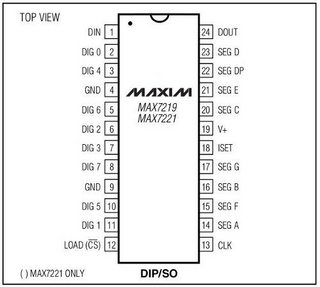 TOP VIEW
DIN 1 24 DOUT
DIG 0 2 23 SEG D
DIG 4 3 22 SEG DP
GND 4 MAXIM 21 SEG E
DIG 6 5 MAX7219 20 SEG C
DIG 2 6 MAX7221 19 V+
DIG 3 7 18 ISET
DIG 7 8 17 SEG G
GND 9 16 SEG B
DIG 5 10 15 SEG F
DIG 1 11 14 SEG A
LOAD (C̅S̅) 12 13 CLK
( ) MAX7221 ONLY DIP/SO